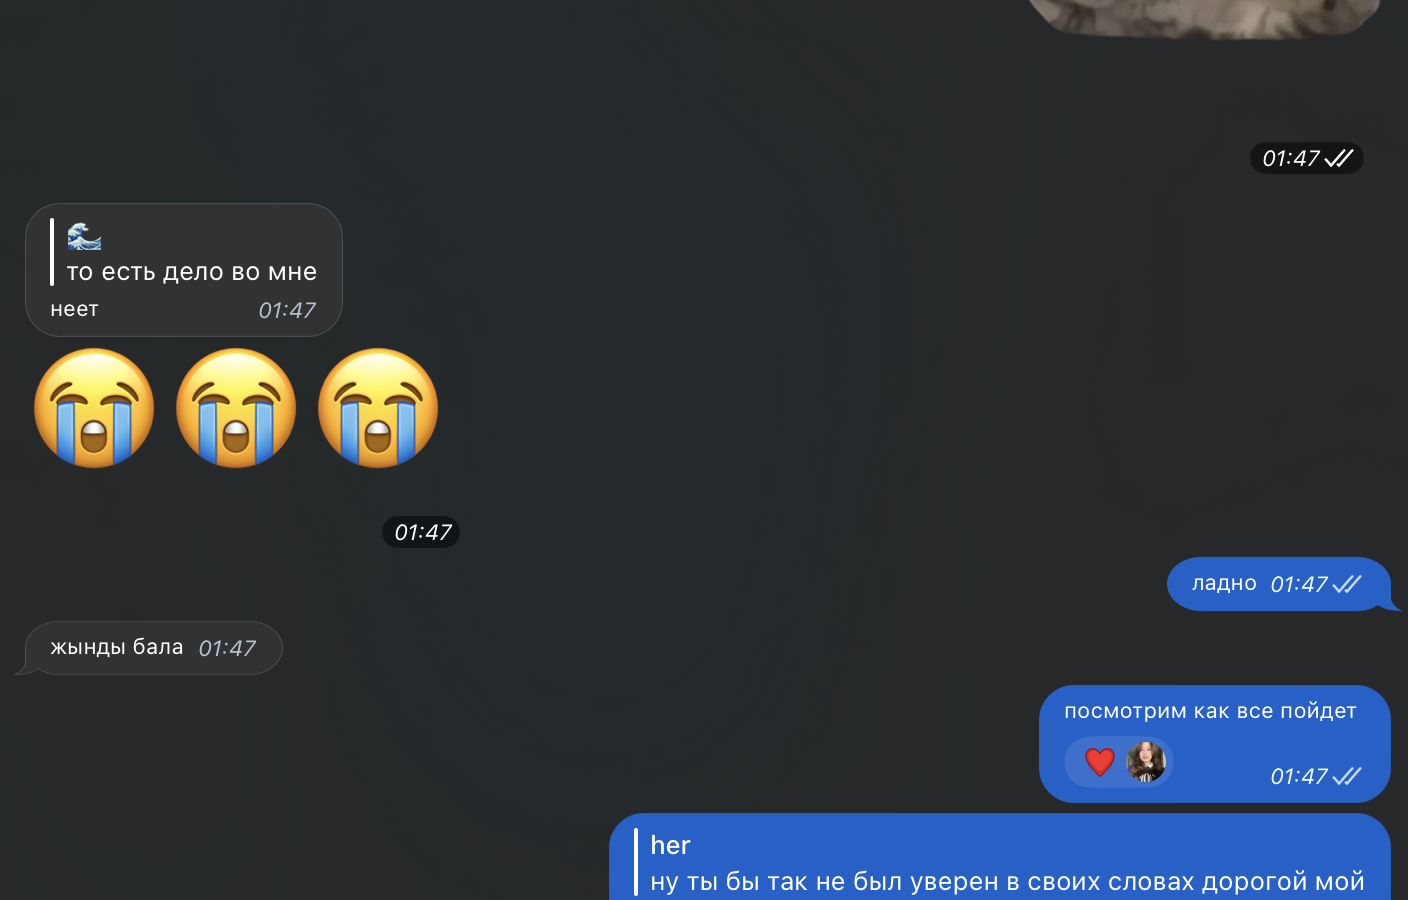 01:47
🌊
то есть дело во мне
неет 01:47
😭😭😭
01:47
ладно 01:47
жынды бала 01:47
посмотрим как все пойдет
❤️ 01:47
her
ну ты бы так не был уверен в своих словах дорогой мой